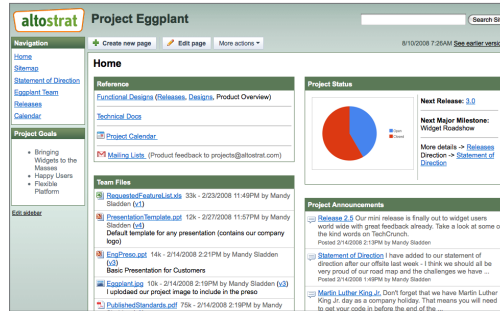 altostrat
Project Eggplant
Search Sit
Create new page
Edit page
More actions
8/10/2008 7:26AM See earlier versio
Navigation
Home
Sitemap
Statement of Direction
Eggplant Team
Releases
Calendar
Project Goals
Bringing
Widgets to the
Masses
Happy Users
Flexible
Platform
Edit sidebar
Home
Reference
Functional Designs (Releases, Designs, Product Overview)
Technical Docs
Project Calendar
Mailing Lists (Product feedback to projects@altostrat.com)
Team Files
RequestedFeatureList.xls 33k - 2/23/2008 11:49PM by Mandy
Sladden (v1)
PresentationTemplate.ppt 12k - 2/27/2008 11:57PM by Mandy
Sladden (v4)
Default template for any presentation (contains our company
logo)
EngPreso.ppt 14k - 2/14/2008 2:21PM by Mandy Sladden
(v3)
Basic Presentation for Customers
Eggplant.jpg 10k - 2/14/2008 2:19PM by Mandy Sladden (v3)
I uplodaed our project image to include in the preso
PublishedStandards.pdf 75k - 2/14/2008 2:19PM by Mandy
Project Status
Open
Closed
Next Release: 3.0
Next Major Milestone:
Widget Roadshow
More details -> Releases
Direction -> Statement of
Direction
Project Announcements
Release 2.5 Our mini release is finally out to widget users
world wide with great feedback already. Take a look at some o
the kind words on TechCrunch.
Posted 2/14/2008 2:13PM by Mandy Sladden
Statement of Direction I have added to our statement of
direction after our offsite last week - I think we should all be
very proud of our road map and the challenges we have ...
Posted 2/14/2008 1:49PM by Mandy Sladden
Martin Luther King Jr. Don't forget that we have Martin Luther
King Jr. day as a company holiday. That means you will need
to get your code in before the end of the ...